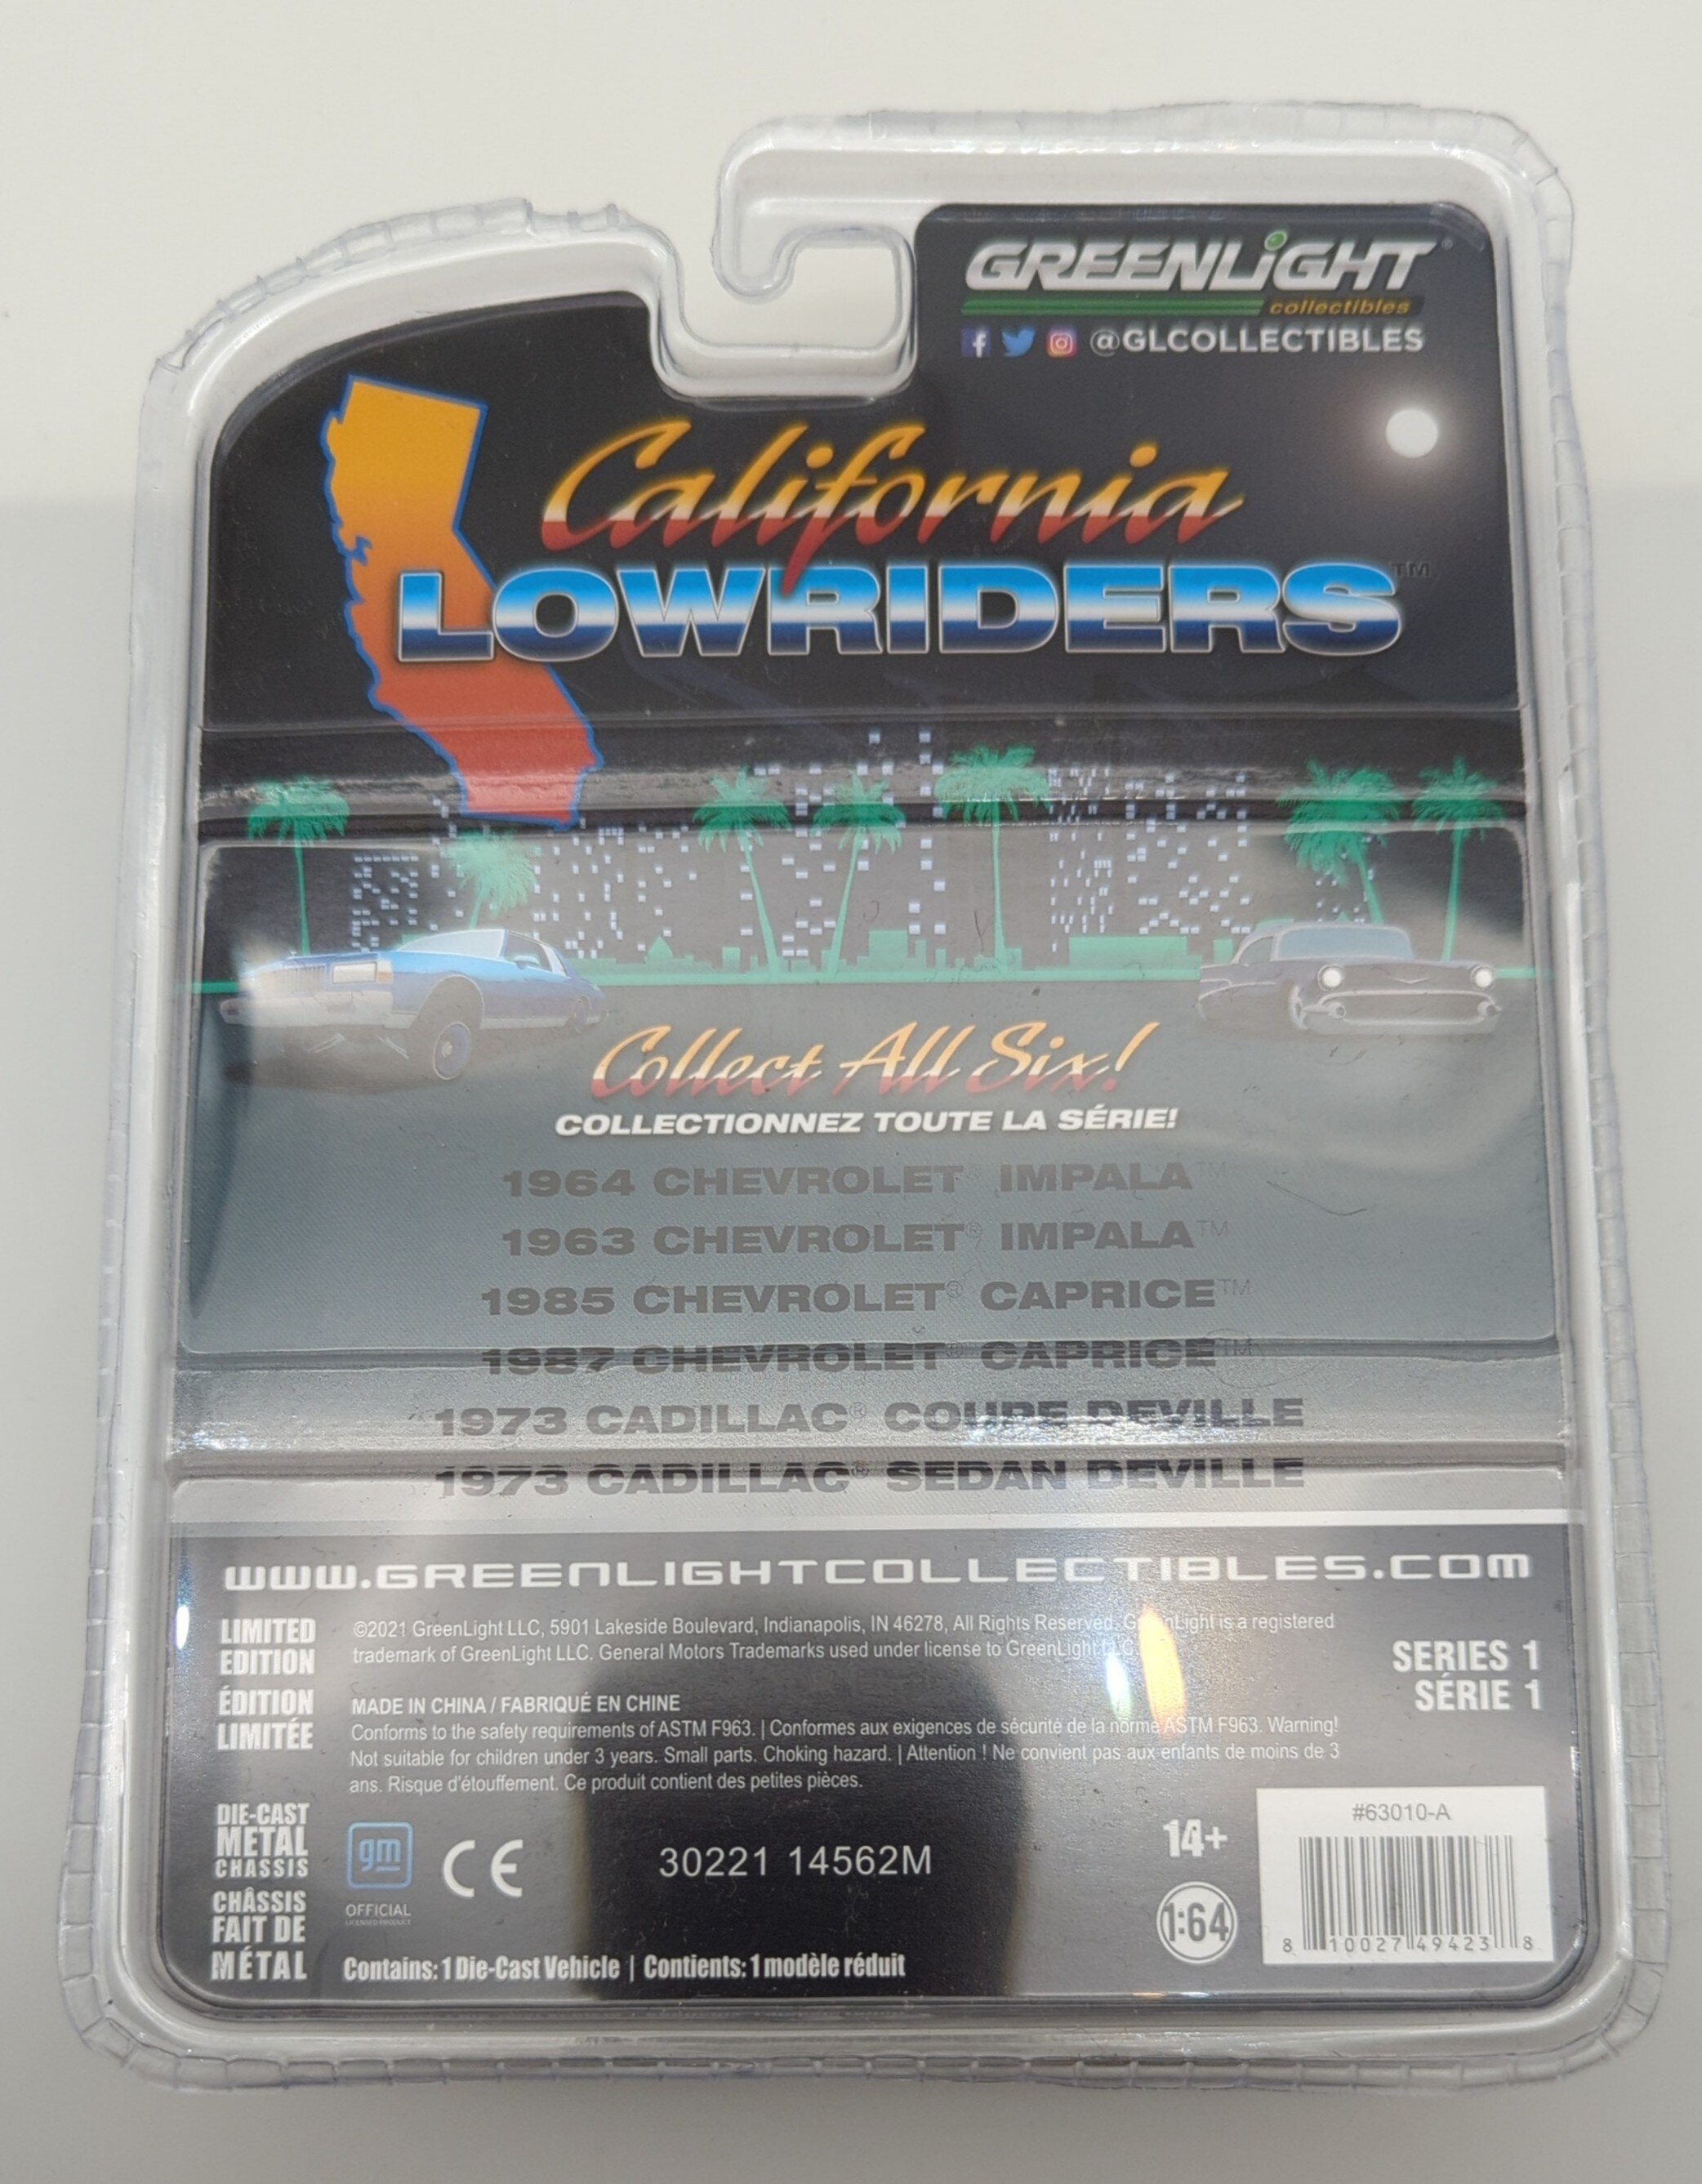 GREENLiGHT®
collectibles
@GLCOLLECTIBLES
California
LOWRIDERS™
Collect All Six!
COLLECTIONNEZ TOUTE LA SÉRIE!
1964 CHEVROLET® IMPALA™
1963 CHEVROLET® IMPALA™
1985 CHEVROLET® CAPRICE™
1987 CHEVROLET® CAPRICE™
1973 CADILLAC® COUPE DEVILLE
1973 CADILLAC® SEDAN DEVILLE
www.GREENLIGHTCOLLECTIBLES.COM
LIMITED
EDITION
ÉDITION
LIMITÉE
©2021 GreenLight LLC, 5901 Lakeside Boulevard, Indianapolis, IN 46278, All Rights Reserved. GreenLight is a registered
trademark of GreenLight LLC. General Motors Trademarks used under license to GreenLight LLC.
SERIES 1
SÉRIE 1
MADE IN CHINA / FABRIQUÉ EN CHINE
Conforms to the safety requirements of ASTM F963. | Conformes aux exigences de sécurité de la norme ASTM F963. Warning!
Not suitable for children under 3 years. Small parts. Choking hazard. | Attention ! Ne convient pas aux enfants de moins de 3
ans. Risque d'étouffement. Ce produit contient des petites pièces.
DIE-CAST
METAL
CHASSIS
CHÂSSIS
FAIT DE
MÉTAL
gm
OFFICIAL
LICENSED PRODUCT
CE
30221 14562M
Contains: 1 Die-Cast Vehicle | Contients: 1 modèle réduit
14+
1:64
#63010-A
8 10027 49423 8